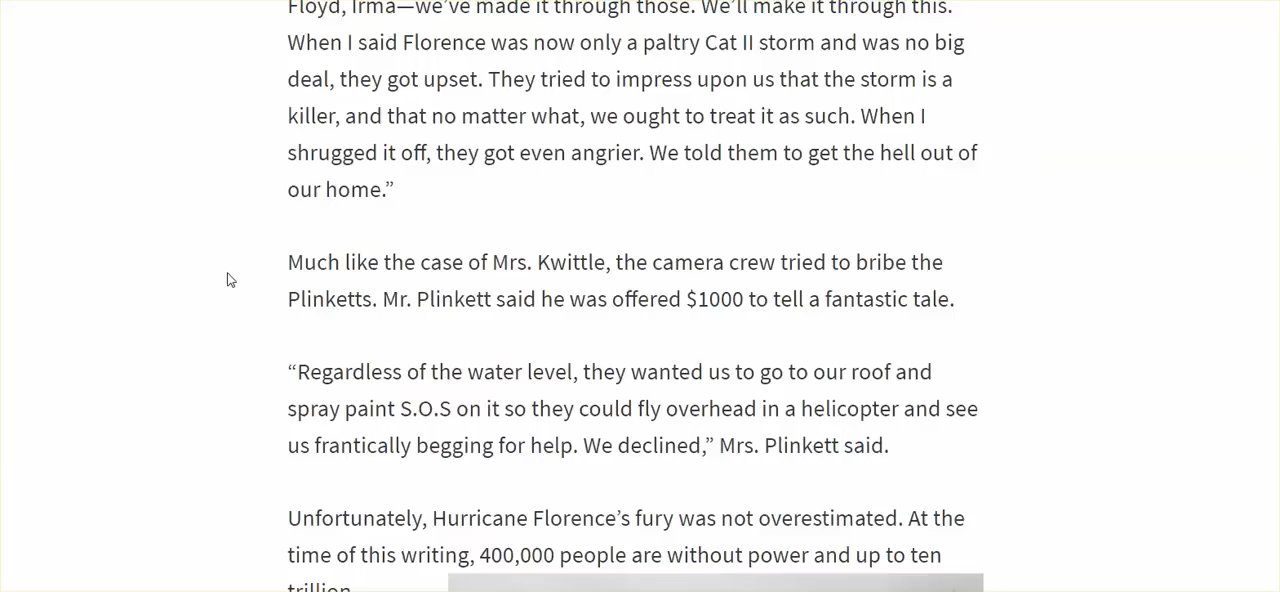 Floyd, Irma—we've made it through those. We'll make it through this.
When I said Florence was now only a paltry Cat II storm and was no big
deal, they got upset. They tried to impress upon us that the storm is a
killer, and that no matter what, we ought to treat it as such. When I
shrugged it off, they got even angrier. We told them to get the hell out of
our home.”
Much like the case of Mrs. Kwittle, the camera crew tried to bribe the
Plinketts. Mr. Plinkett said he was offered $1000 to tell a fantastic tale.
“Regardless of the water level, they wanted us to go to our roof and
spray paint S.O.S on it so they could fly overhead in a helicopter and see
us frantically begging for help. We declined,” Mrs. Plinkett said.
Unfortunately, Hurricane Florence’s fury was not overestimated. At the
time of this writing, 400,000 people are without power and up to ten
trillion